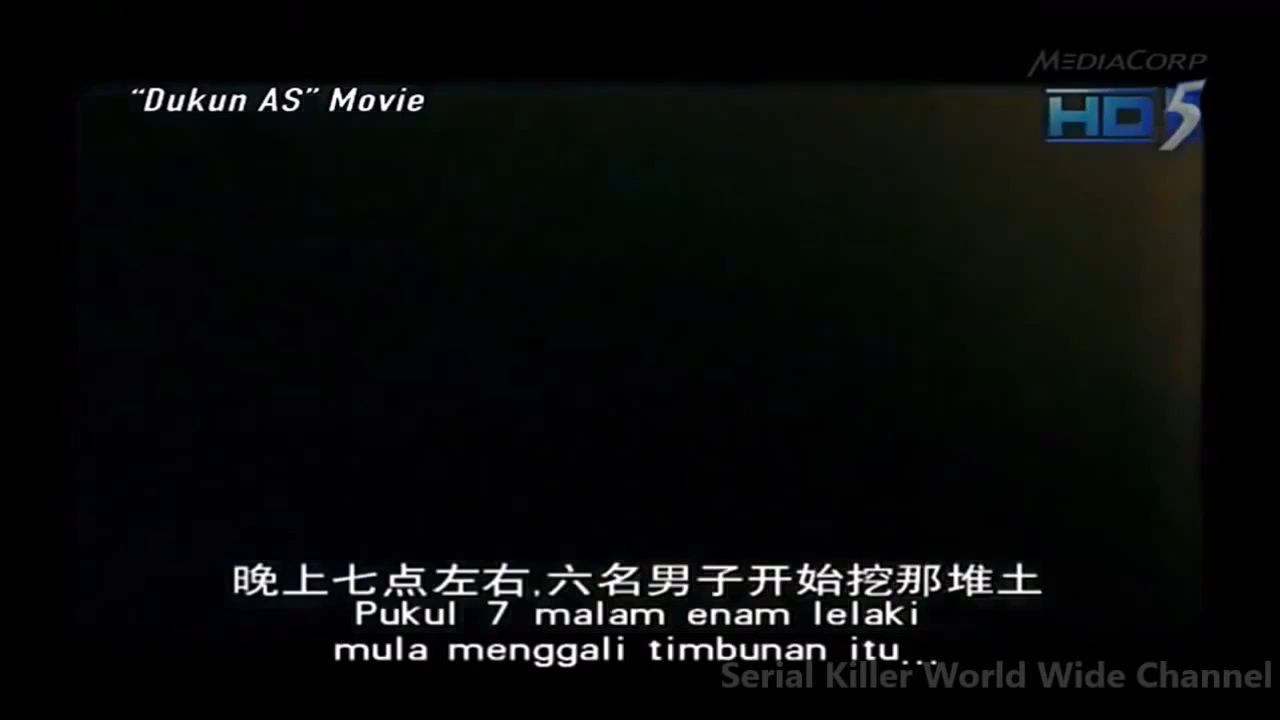 MEDIACORP
HD5
“Dukun AS” Movie
晚上七点左右,六名男子开始挖那堆土
Pukul 7 malam enam lelaki
mula menggali timbunan itu...
Serial Killer World Wide Channel